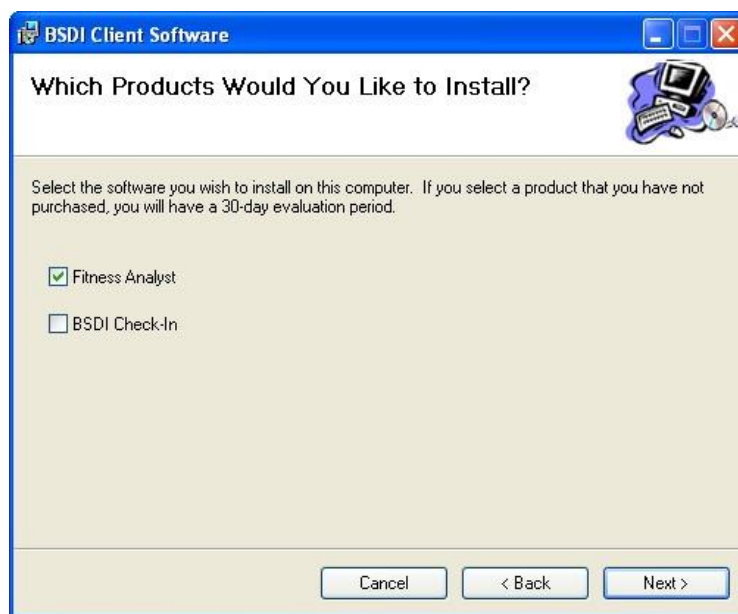 BSDI Client Software
Which Products Would You Like to Install?
Select the software you wish to install on this computer.  If you select a product that you have not
purchased, you will have a 30-day evaluation period.
Fitness Analyst
BSDI Check-In
Cancel
< Back
Next >